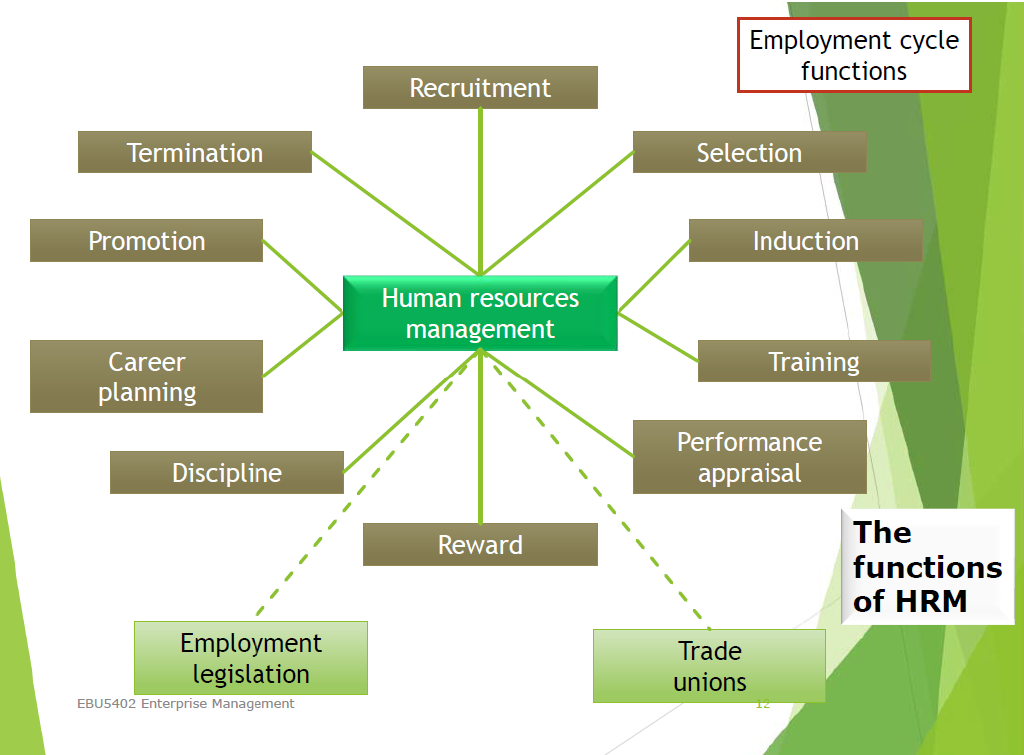 Employment cycle
functions
Recruitment
Termination
Selection
Promotion
Induction
Human resources
management
Career
planning
Training
Performance
appraisal
Discipline
Reward
The
functions
of HRM
Employment
legislation
Trade
unions
EBU5402 Enterprise Management
12